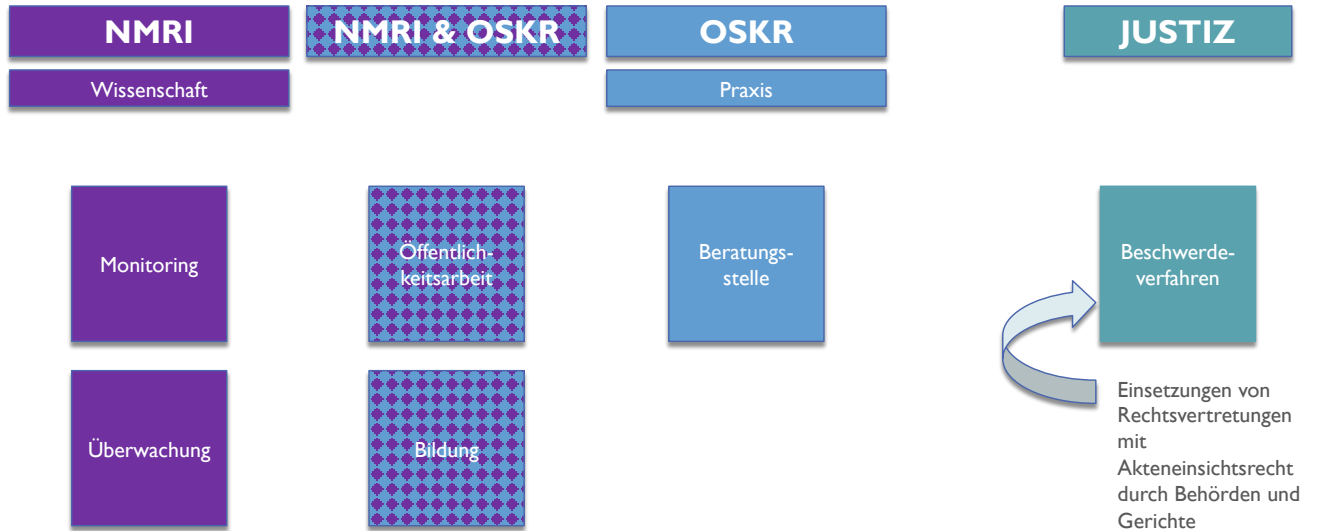 NMRI
NMRI & OSKR
OSKR
JUSTIZ
Wissenschaft
Praxis
Monitoring
Öffentlich-
keitsarbeit
Beratungs-
stelle
Beschwerde-
verfahren
Überwachung
Bildung
Einsetzungen von
Rechtsvertretungen
mit
Akteneinsichtsrecht
durch Behörden und
Gerichte